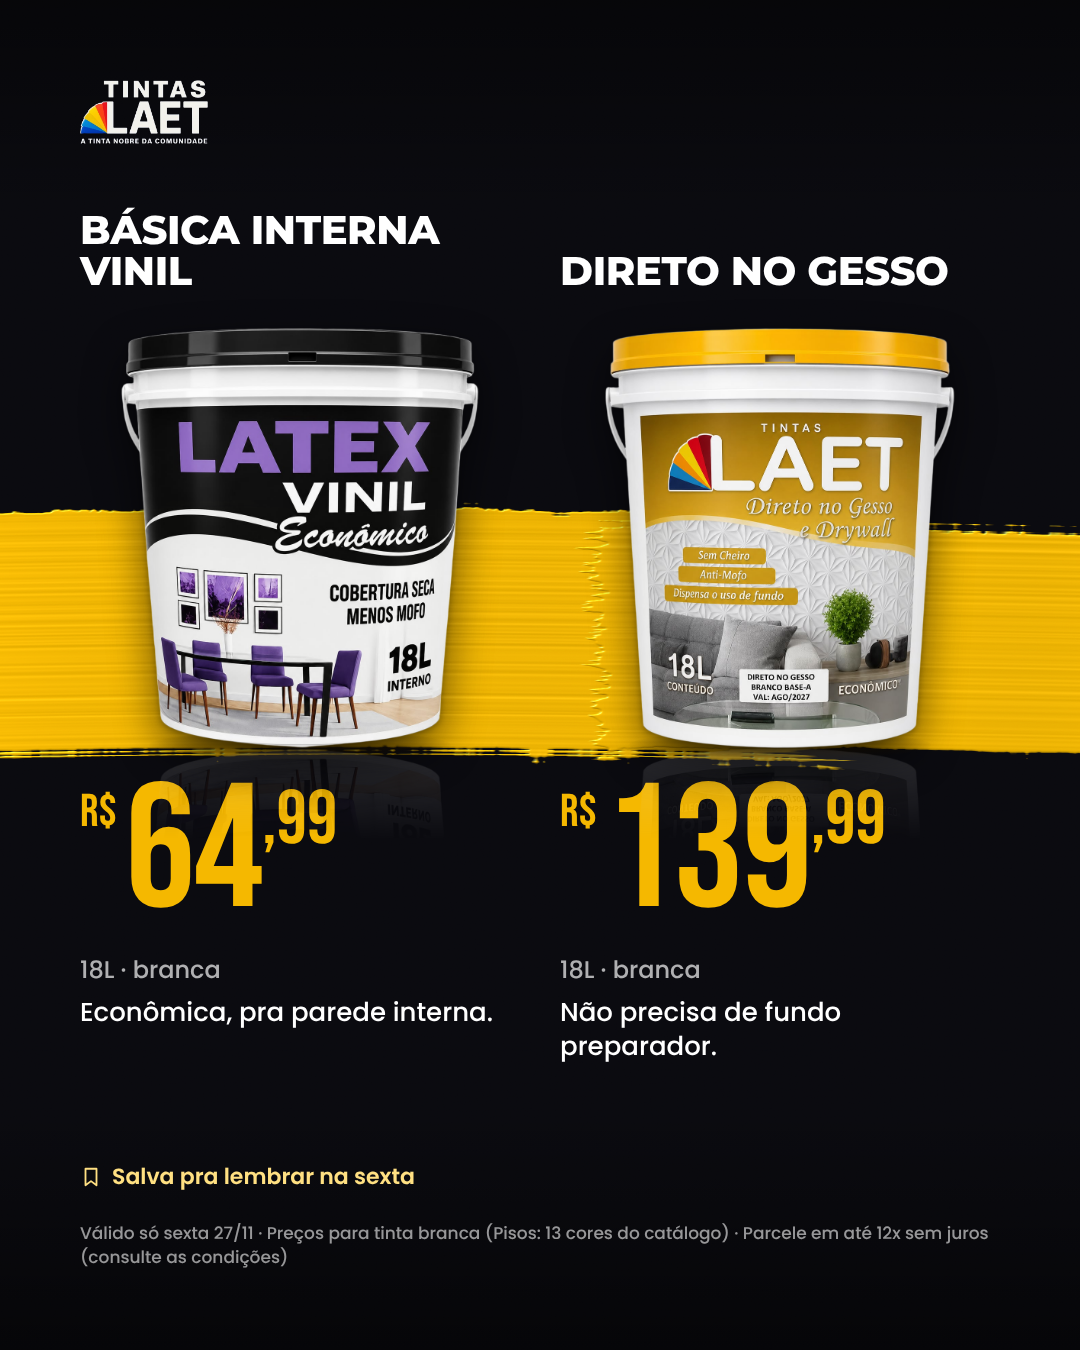 TINTAS
LAET
A TINTA NOBRE DA COMUNIDADE
BÁSICA INTERNA
VINIL
DIRETO NO GESSO
LATEX
VINIL
Econômico
COBERTURA SECA
MENOS MOFO
18L
INTERNO
TINTAS
LAET
Direto no Gesso
e Drywall
Sem Cheiro
Anti-Mofo
Dispensa o uso de fundo
18L
CONTEÚDO
DIRETO NO GESSO
BRANCO BASE-A
VAL: AGO/2027
ECONÔMICO
R$ 64,99
R$ 139,99
18L · branca
Econômica, pra parede interna.
18L · branca
Não precisa de fundo
preparador.
Salva pra lembrar na sexta
Válido só sexta 27/11 · Preços para tinta branca (Pisos: 13 cores do catálogo) · Parcele em até 12x sem juros
(consulte as condições)